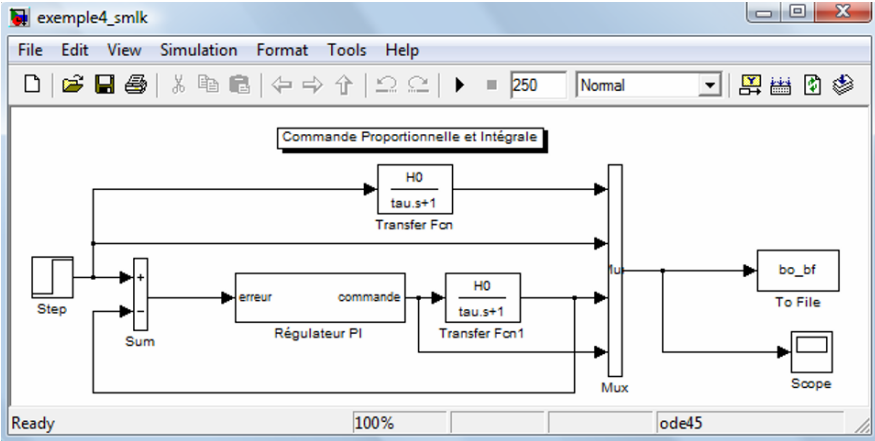 exemple4_smlk
File Edit View Simulation Format Tools Help
250 Normal
Commande Proportionnelle et Intégrale
H0
tau.s+1
Transfer Fcn
Step
+
−
Sum
erreur commande
Régulateur PI
H0
tau.s+1
Transfer Fcn1
Mux
Mux
bo_bf
To File
Scope
Ready 100% ode45